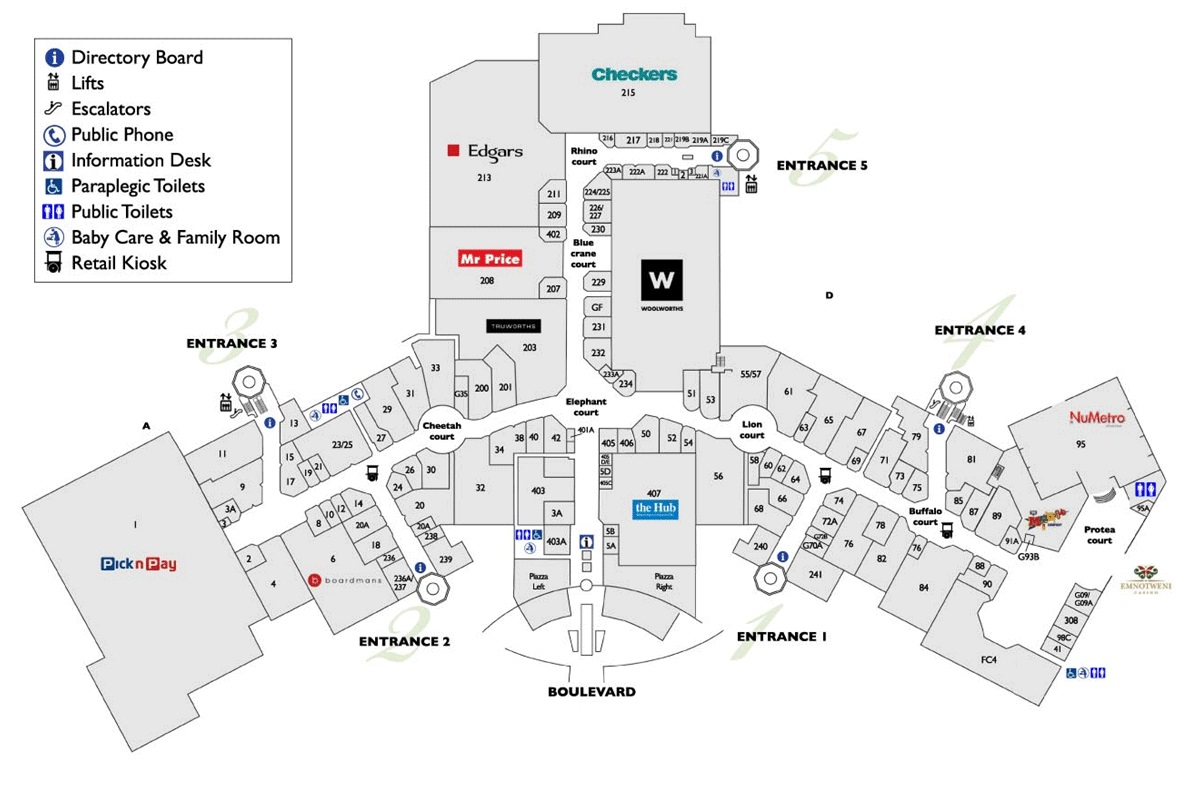 Directory Board
Lifts
Escalators
Public Phone
Information Desk
Paraplegic Toilets
Public Toilets
Baby Care & Family Room
Retail Kiosk
Checkers
215
216 217 218 221 219B 219A 219C
Rhino
court
5
ENTRANCE 5
Edgars
213
223A 222A 222 1 2 3 221A
211
224/225
209
226/
227
402
230
Mr Price
208
207
Blue
crane
court
229
GF
231
232
233A
234
W
WOOLWORTHS
D
TRUWORTHS
203
3
ENTRANCE 3
4
ENTRANCE 4
33
G35
200
201
31
29
27
13
23/25
15
17
19
21
A
11
9
3A
Cheetah
court
Elephant
court
401A
Lion
court
51
53
55/57
61
63
65
67
69
71
73
75
79
81
85
87
89
91A
G93B
NuMetro
95
95A
Protea
court
Buffalo
court
1
Pick n Pay
2
4
6
boardmans
8
10
12
14
20A
18
236
236A/
237
24
26
30
20
20A
238
239
32
34
38
40
42
403
3A
403A
405
406
50
52
54
5D
405C
407
the Hub
5B
5A
56
58
60
62
64
66
68
240
74
72A
G72B
G70A
76
78
82
241
76
84
88
90
EMNOTWENI
CASINO
G09/
G09A
308
98C
41
FC4
Piazza
Left
Piazza
Right
2
ENTRANCE 2
1
ENTRANCE 1
BOULEVARD